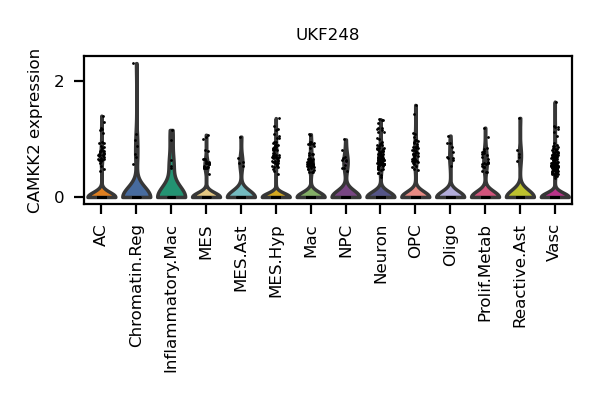 UKF248
CAMKK2 expression
2
0
AC
Chromatin.Reg
Inflammatory.Mac
MES
MES.Ast
MES.Hyp
Mac
NPC
Neuron
OPC
Oligo
Prolif.Metab
Reactive.Ast
Vasc